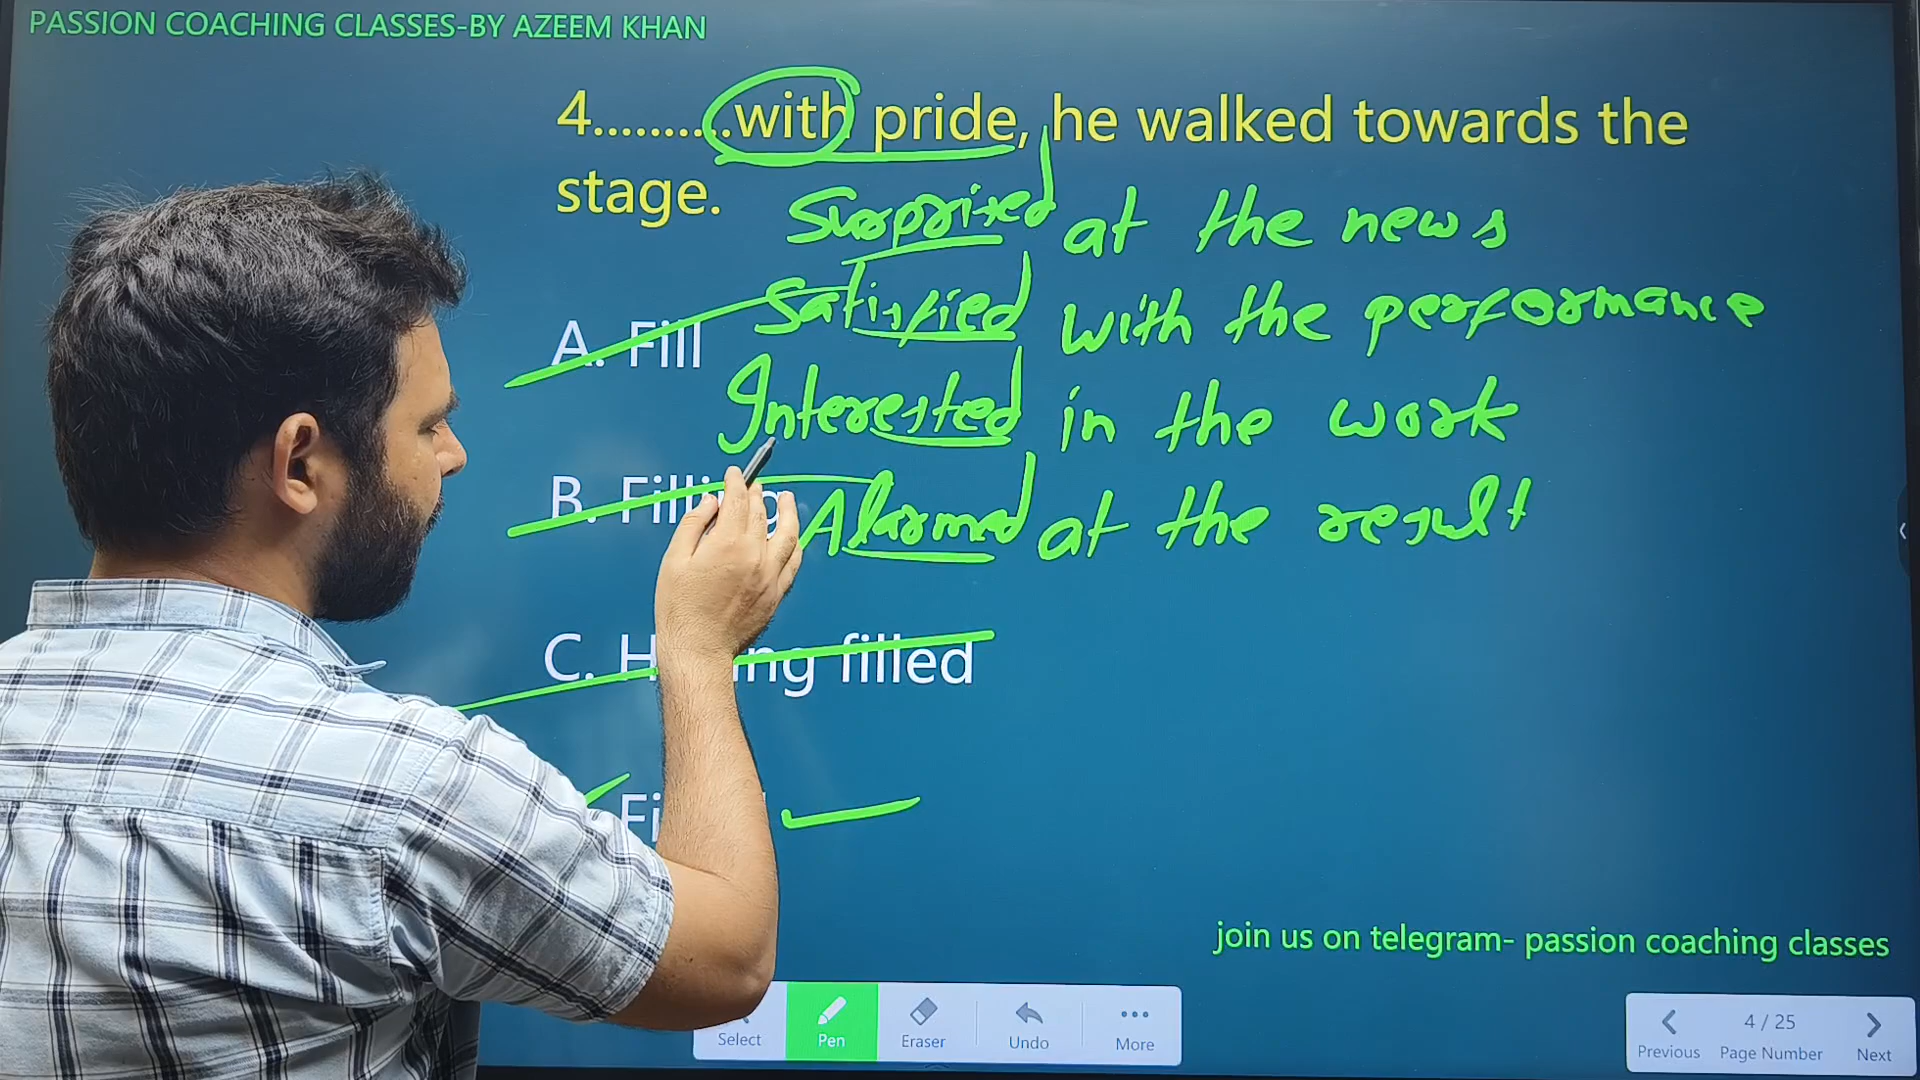 PASSION COACHING CLASSES-BY AZEEM KHAN
4..........with pride, he walked towards the
stage.
Surprised at the news
A. Fill
Satisfied with the performance
Interested in the work
B. Filling
Alarmed at the result
C. Having filled
join us on telegram- passion coaching classes
Select
Pen
Eraser
Undo
More
4 / 25
Previous
Page Number
Next